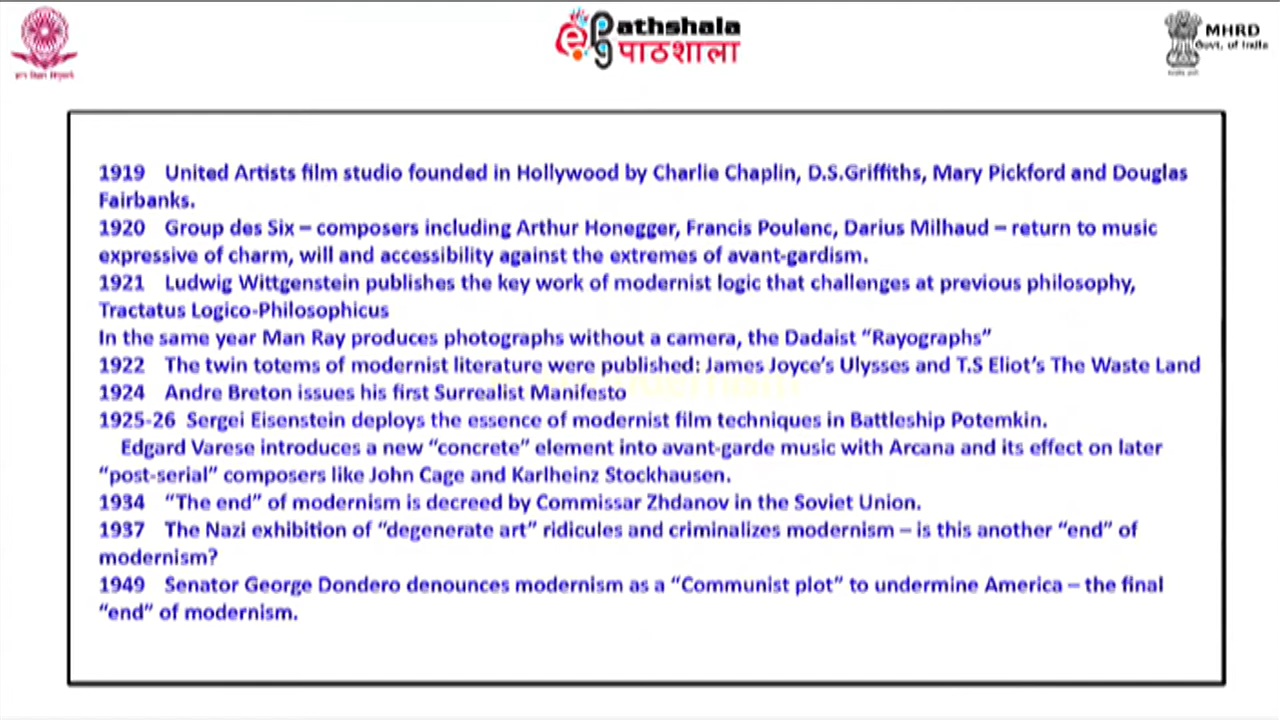 ePG athshala
पाठशाला
MHRD
Govt. of India
1919 United Artists film studio founded in Hollywood by Charlie Chaplin, D.S.Griffiths, Mary Pickford and Douglas
Fairbanks.
1920 Group des Six – composers including Arthur Honegger, Francis Poulenc, Darius Milhaud – return to music
expressive of charm, will and accessibility against the extremes of avant-gardism.
1921 Ludwig Wittgenstein publishes the key work of modernist logic that challenges at previous philosophy,
Tractatus Logico-Philosophicus
In the same year Man Ray produces photographs without a camera, the Dadaist “Rayographs”
1922 The twin totems of modernist literature were published: James Joyce’s Ulysses and T.S Eliot’s The Waste Land
1924 Andre Breton issues his first Surrealist Manifesto
1925-26 Sergei Eisenstein deploys the essence of modernist film techniques in Battleship Potemkin.
Edgard Varese introduces a new “concrete” element into avant-garde music with Arcana and its effect on later
“post-serial” composers like John Cage and Karlheinz Stockhausen.
1934 “The end” of modernism is decreed by Commissar Zhdanov in the Soviet Union.
1937 The Nazi exhibition of “degenerate art” ridicules and criminalizes modernism – is this another “end” of
modernism?
1949 Senator George Dondero denounces modernism as a “Communist plot” to undermine America – the final
“end” of modernism.